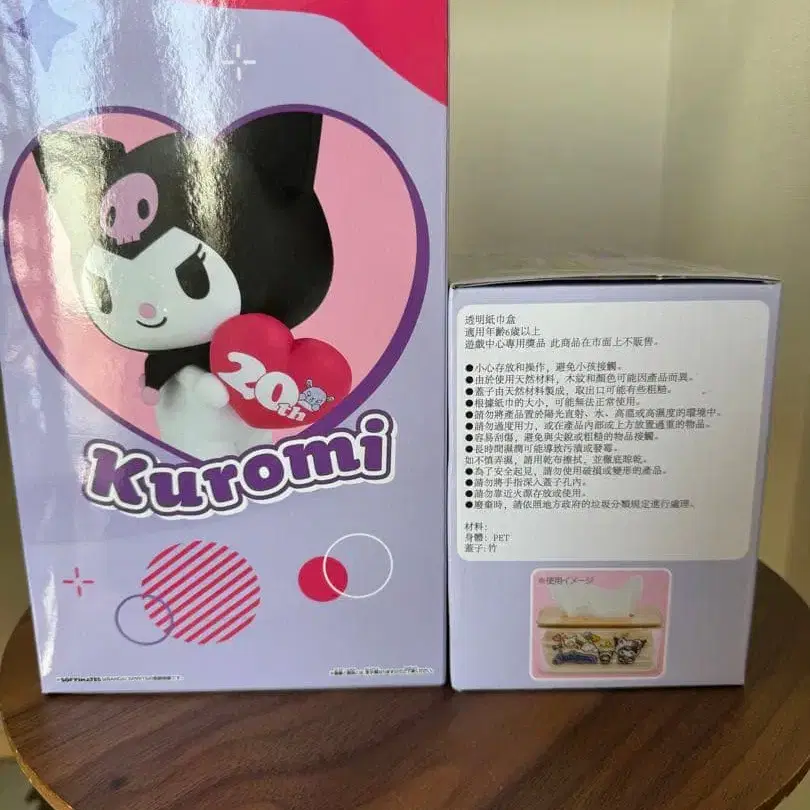 20th
Kuromi
透明紙巾盒
適用年齡6歲以上
遊戲中心專用獎品 此商品在市面上不販售。
●小心存放和操作，避免小孩接觸。
●由於使用天然材料，木紋和顏色可能因產品而異。
●蓋子由天然材料製成，取出口可能有些粗糙。
●根據紙巾的大小，可能無法正常使用。
●請勿將產品置於陽光直射、水、高溫或高濕度的環境中。
●請勿過度用力，或在產品內部或上方放置過重的物品。
●容易刮傷，避免與尖銳或粗糙的物品接觸。
●長時間濕潤可能導致污漬或發霉。
如不慎弄濕，請用乾布擦拭，並徹底晾乾。
●為了安全起見，請勿使用破損或變形的產品。
●請勿將手指深入蓋子孔內。
●請勿靠近火源存放或使用。
●廢棄時，請依照地方政府的垃圾分類規定進行處理。
材料:
身體: PET
蓋子: 竹
※使用イメージ